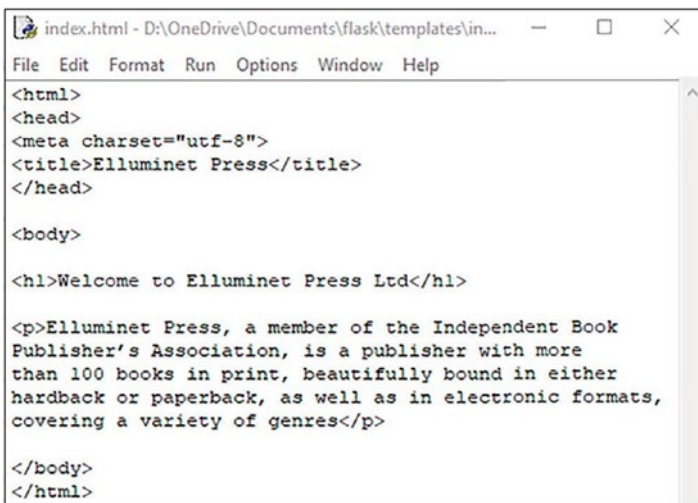 index.html - D:\OneDrive\Documents\flask\templates\in...
File Edit Format Run Options Window Help
<html>
<head>
<meta charset="utf-8">
<title>Elluminet Press</title>
</head>
<body>
<h1>Welcome to Elluminet Press Ltd</h1>
<p>Elluminet Press, a member of the Independent Book
Publisher’s Association, is a publisher with more
than 100 books in print, beautifully bound in either
hardback or paperback, as well as in electronic formats,
covering a variety of genres</p>
</body>
</html>